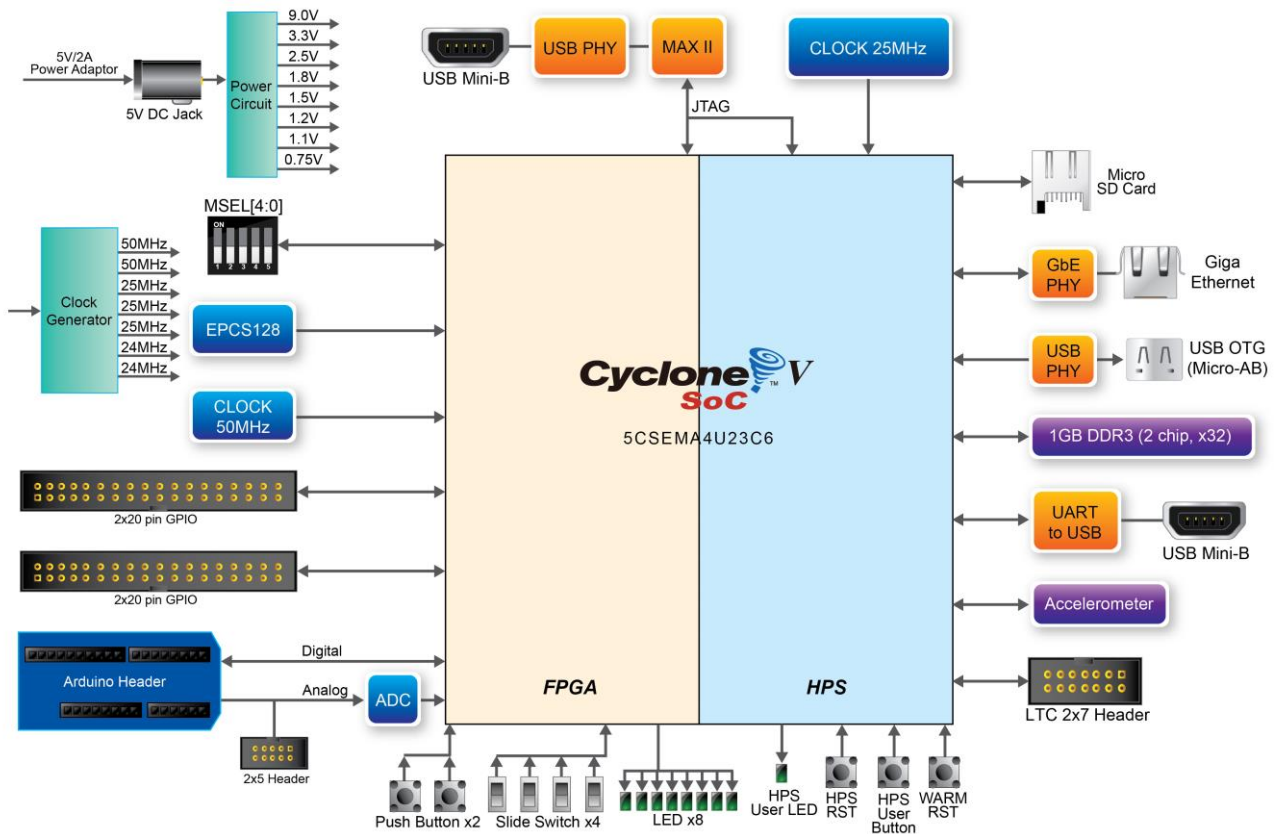 5V/2A
Power Adaptor
5V DC Jack
Power
Circuit
9.0V
3.3V
2.5V
1.8V
1.5V
1.2V
1.1V
0.75V
USB Mini-B
USB PHY
MAX II
JTAG
CLOCK 25MHz
MSEL[4:0]
ON
1 2 3 4 5
Clock
Generator
50MHz
50MHz
25MHz
25MHz
25MHz
24MHz
24MHz
EPCS128
CLOCK
50MHz
2x20 pin GPIO
2x20 pin GPIO
Arduino Header
Digital
Analog
ADC
2x5 Header
Cyclone V
TM
SoC
5CSEMA4U23C6
FPGA
HPS
Micro
SD Card
GbE
PHY
Giga
Ethernet
USB
PHY
USB OTG
(Micro-AB)
1GB DDR3 (2 chip, x32)
UART
to USB
USB Mini-B
Accelerometer
LTC 2x7 Header
Push Button x2
Slide Switch x4
LED x8
HPS
User LED
HPS
RST
HPS
User
Button
WARM
RST